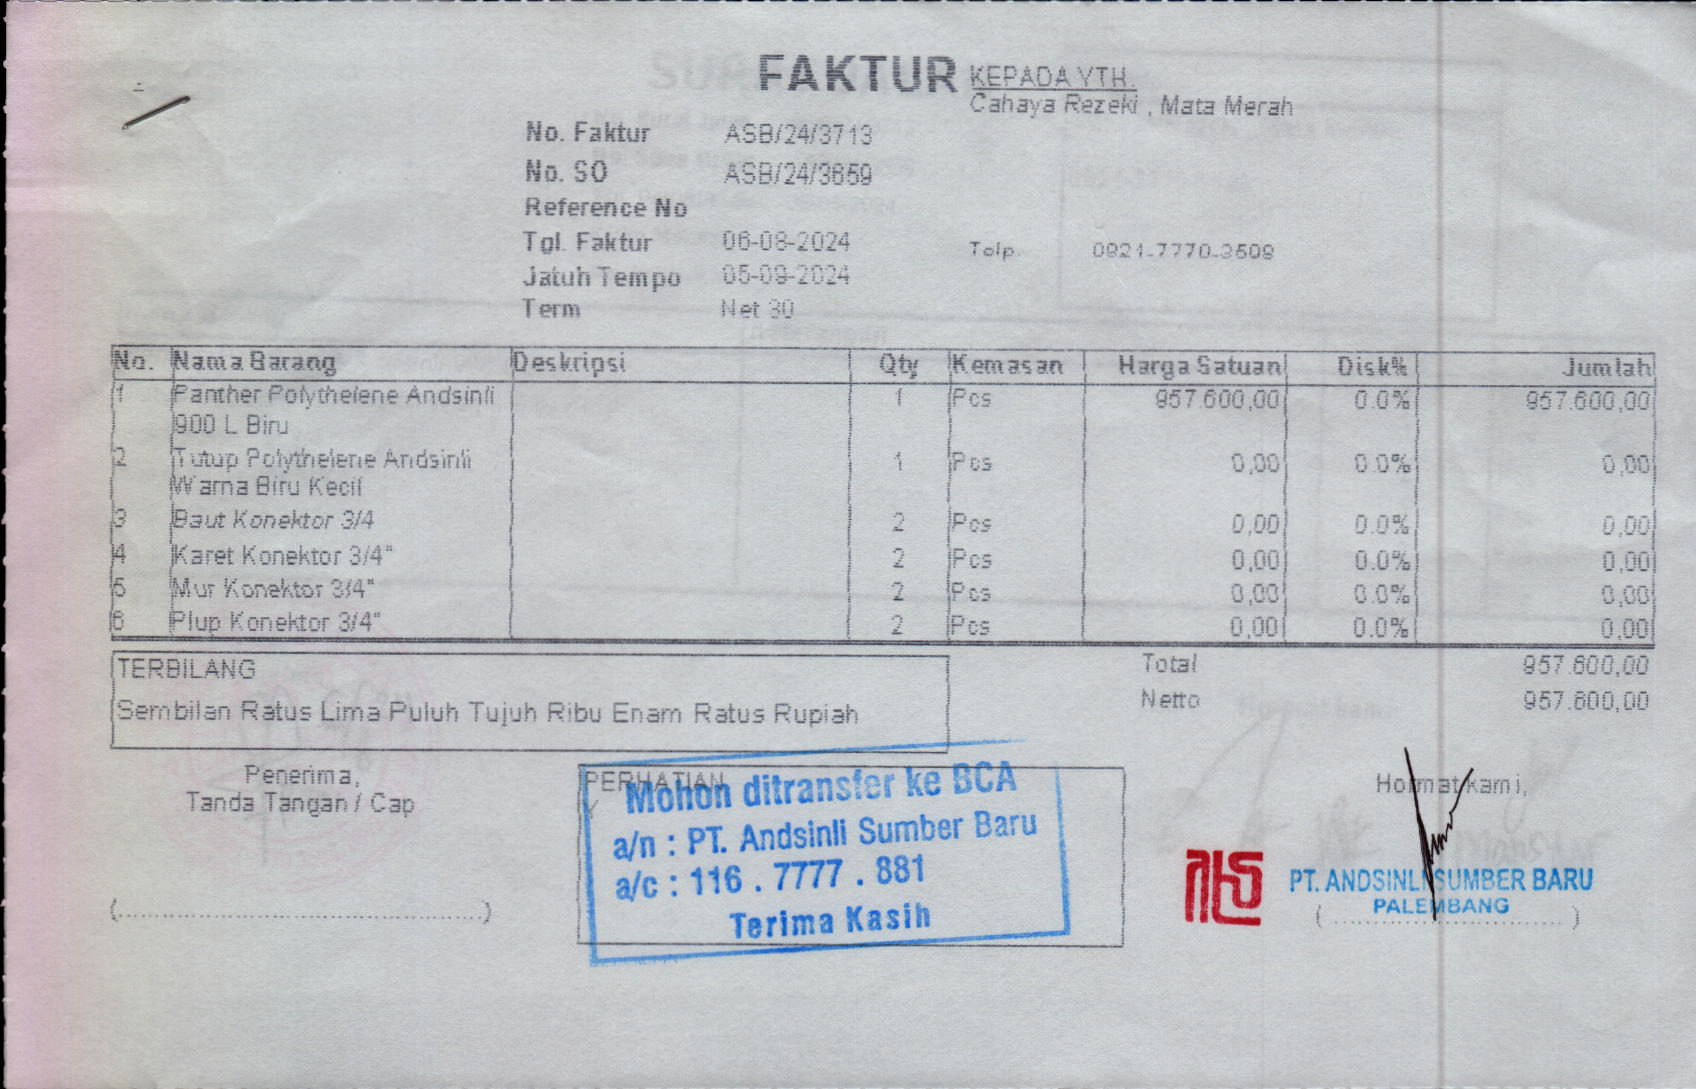 FAKTUR
KEPADA YTH.
Cahaya Rezeki , Mata Merah
No. Faktur ASB/24/3713
No. SO ASB/24/3659
Reference No
Tgl. Faktur 06-08-2024
Telp. 0821-7770-3509
Jatuh Tempo 05-09-2024
Term Net 30
No. Nama Barang Deskripsi Qty Kemasan Harga Satuan Disk% Jumlah
1 Panther Polythelene Andsinli 1 Pcs 957.600,00 0.0% 957.600,00
900 L Biru
2 Tutup Polythelene Andsinli 1 Pcs 0,00 0.0% 0,00
Warna Biru Kecil
3 Baut Konektor 3/4 2 Pcs 0,00 0.0% 0,00
4 Karet Konektor 3/4" 2 Pcs 0,00 0.0% 0,00
5 Mur Konektor 3/4" 2 Pcs 0,00 0.0% 0,00
6 Plup Konektor 3/4" 2 Pcs 0,00 0.0% 0,00
TERBILANG
Sembilan Ratus Lima Puluh Tujuh Ribu Enam Ratus Rupiah
Total 957.600,00
Netto 957.600,00
Penerima,
Tanda Tangan / Cap
(................................................)
PERHATIAN
Mohon ditransfer ke BCA
a/n : PT. Andsinli Sumber Baru
a/c : 116 . 7777 . 881
Terima Kasih
Hormat kami,
PT. ANDSINLI SUMBER BARU
PALEMBANG
(................................)